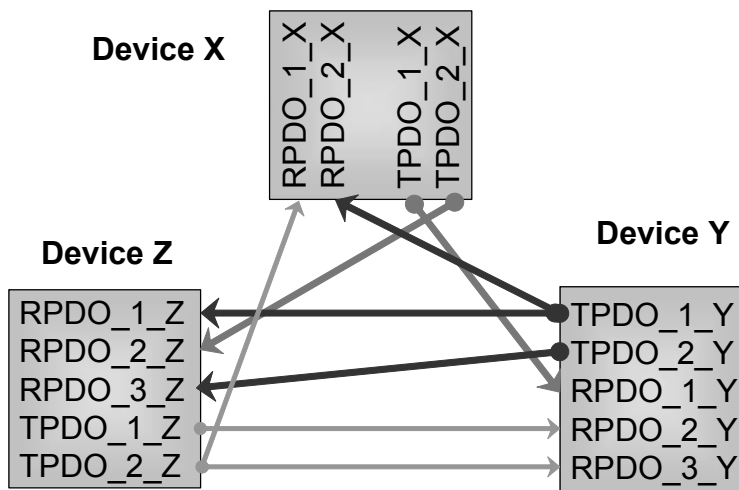 Device X
RPDO_1_X
RPDO_2_X
TPDO_1_X
TPDO_2_X
Device Z
RPDO_1_Z
RPDO_2_Z
RPDO_3_Z
TPDO_1_Z
TPDO_2_Z
Device Y
TPDO_1_Y
TPDO_2_Y
RPDO_1_Y
RPDO_2_Y
RPDO_3_Y